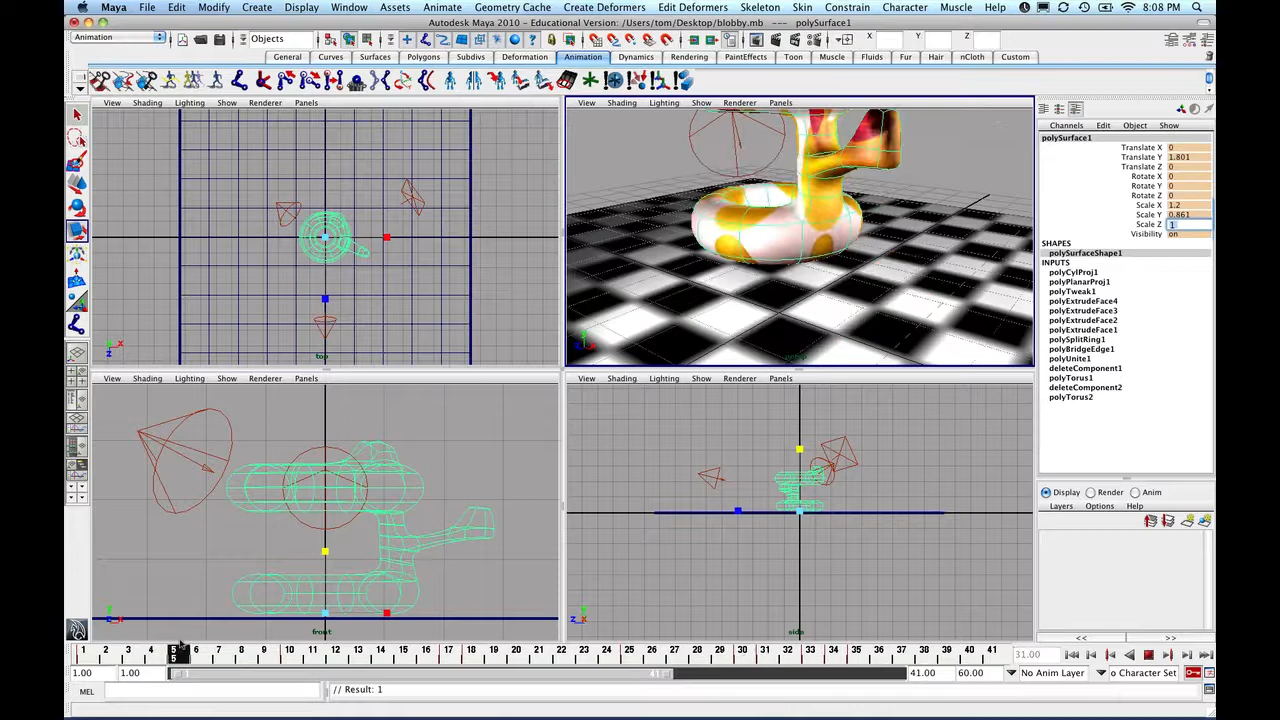 Maya File Edit Modify Create Display Window Assets Animate Geometry Cache Create Deformers Edit Deformers Skeleton Skin Constrain Character Muscle Help 8:08 PM
Autodesk Maya 2010 - Educational Version: /Users/tom/Desktop/blobby.mb --- polySurface1
Animation Objects X: Y: Z:
General Curves Surfaces Polygons Subdivs Deformation Animation Dynamics Rendering PaintEffects Toon Muscle Fluids Fur Hair nCloth Custom
View Shading Lighting Show Renderer Panels
View Shading Lighting Show Renderer Panels
Channels Edit Object Show
polySurface1
Translate X 0
Translate Y 1.801
Translate Z 0
Rotate X 0
Rotate Y 0
Rotate Z 0
Scale X 1.2
Scale Y 0.861
Scale Z 1
Visibility on
SHAPES
polySurfaceShape1
INPUTS
polyCylProj1
polyPlanarProj1
polyTweak1
polyExtrudeFace4
polyExtrudeFace3
polyExtrudeFace2
polyExtrudeFace1
polySplitRing1
polyBridgeEdge1
polyUnite1
deleteComponent1
polyTorus1
deleteComponent2
polyTorus2
top
View Shading Lighting Show Renderer Panels
View Shading Lighting Show Renderer Panels
Display Render Anim
Layers Options Help
front
side
<< >>
1 2 3 4 5 6 7 8 9 10 11 12 13 14 15 16 17 18 19 20 21 22 23 24 25 26 27 28 29 30 31 32 33 34 35 36 37 38 39 40 41 31.00
5
1.00 1.00 1 41 41.00 60.00 No Anim Layer o Character Set
MEL // Result: 1